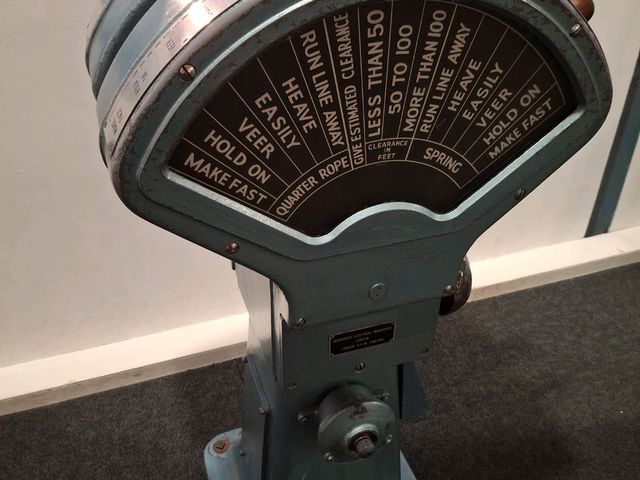 MAKE FAST
HOLD ON
VEER
EASILY
HEAVE
RUN LINE AWAY
GIVE ESTIMATED CLEARANCE
LESS THAN 50
50 TO 100
MORE THAN 100
RUN LINE AWAY
HEAVE
EASILY
VEER
HOLD ON
MAKE FAST
QUARTER ROPE
CLEARANCE
IN
FEET
SPRING